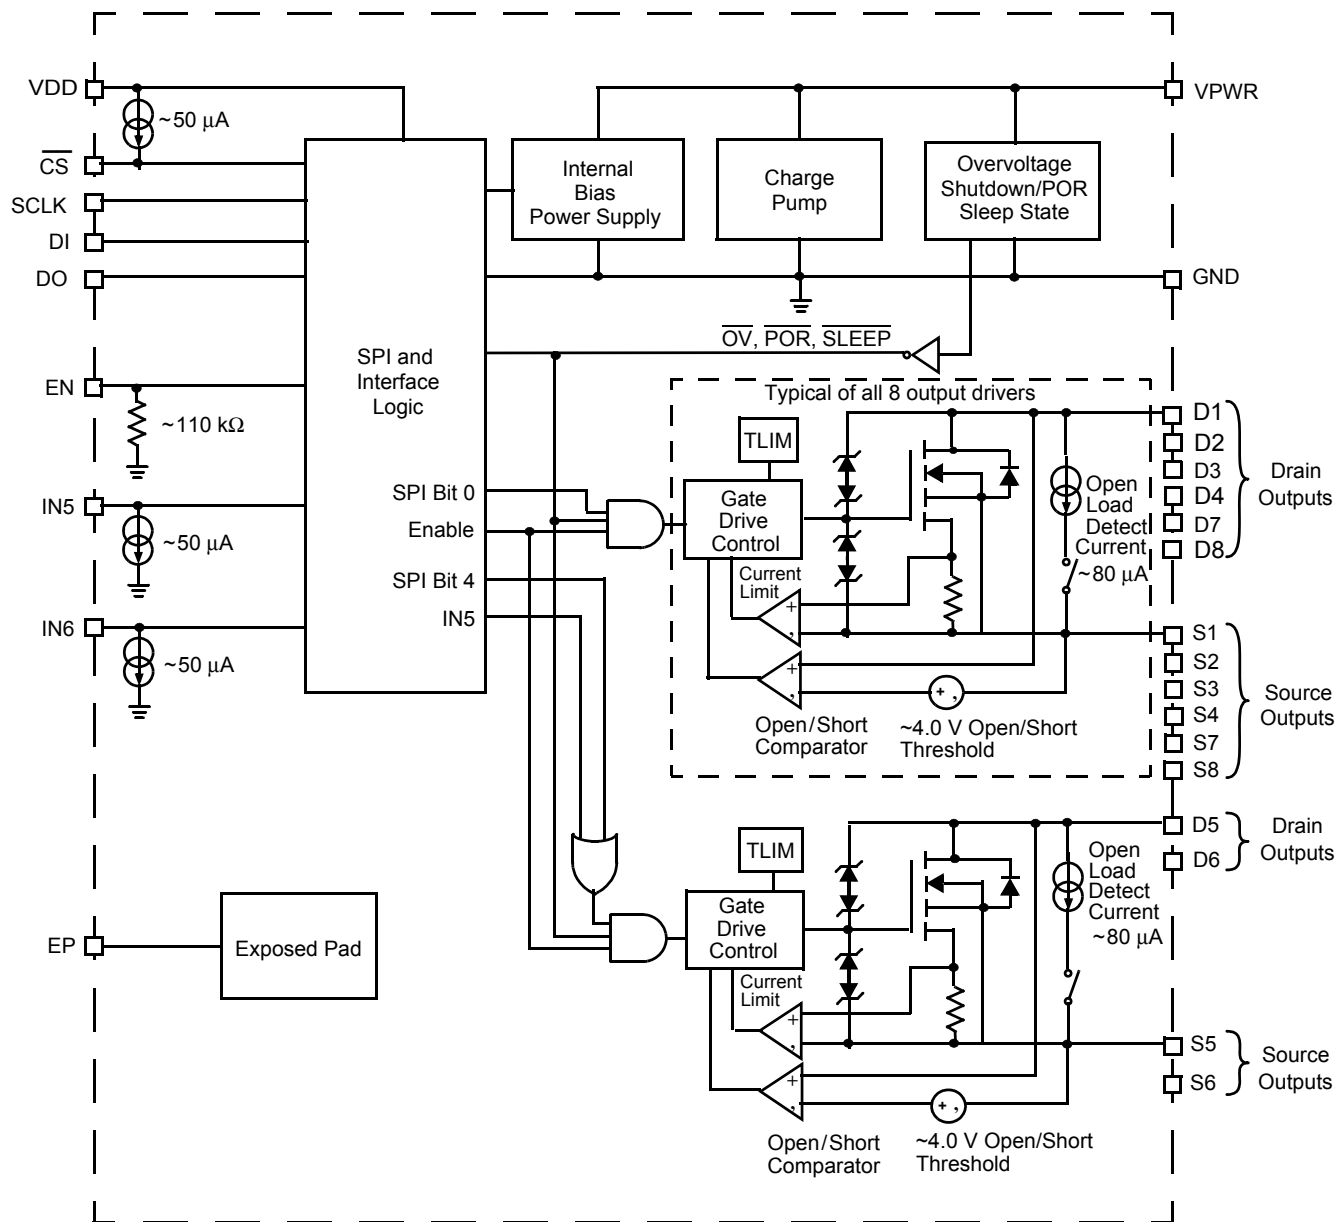 VDD
~50 µA
CS
SCLK
DI
DO
EN
~110 kΩ
IN5
~50 µA
IN6
~50 µA
EP
Exposed Pad
SPI and
Interface
Logic
SPI Bit 0
Enable
SPI Bit 4
IN5
Internal
Bias
Power Supply
Charge
Pump
Overvoltage
Shutdown/POR
Sleep State
VPWR
GND
OV, POR, SLEEP
Typical of all 8 output drivers
TLIM
Gate
Drive
Control
Current
Limit
+
,
+
,
+ ,
Open
Load
Detect
Current
~80 µA
Open/Short
Comparator
~4.0 V Open/Short
Threshold
D1
D2
D3
D4
D7
D8
Drain
Outputs
S1
S2
S3
S4
S7
S8
Source
Outputs
TLIM
Gate
Drive
Control
Current
Limit
+
,
+
,
+ ,
Open
Load
Detect
Current
~80 µA
Open/Short
Comparator
~4.0 V Open/Short
Threshold
D5
D6
Drain
Outputs
S5
S6
Source
Outputs